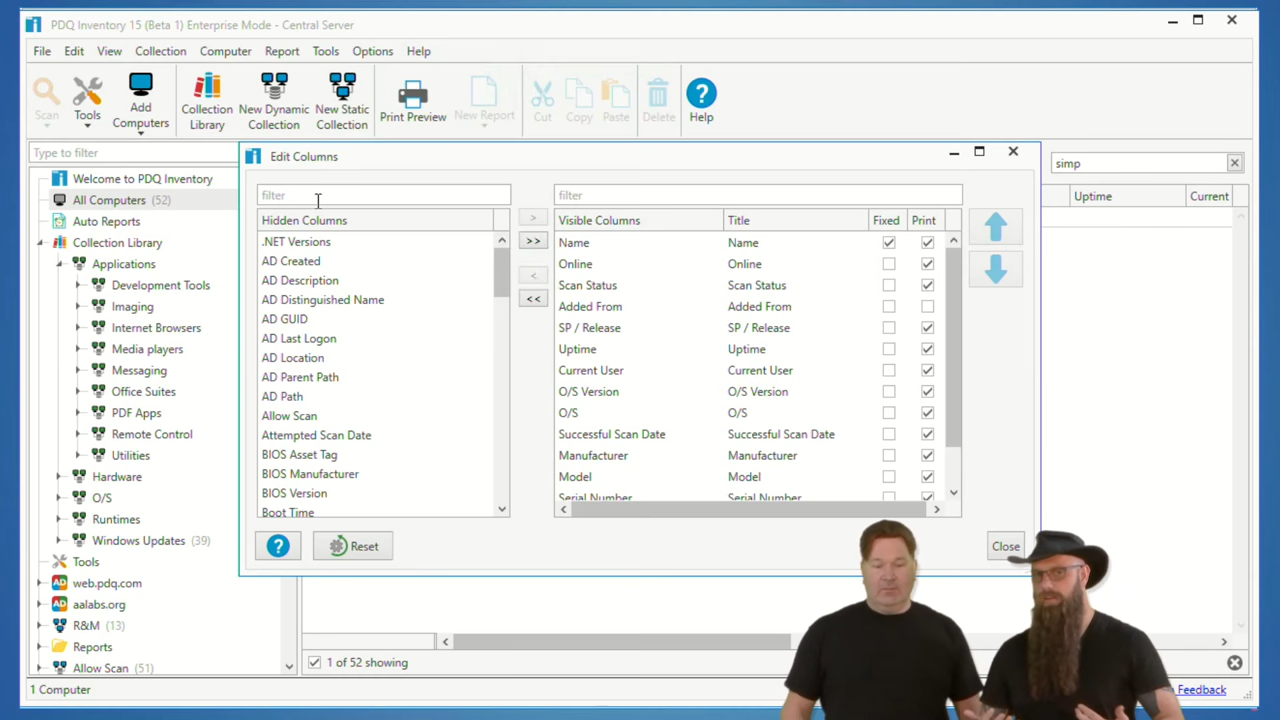 PDQ Inventory 15 (Beta 1) Enterprise Mode - Central Server
File Edit View Collection Computer Report Tools Options Help
Scan
Tools
Add Computers
Collection Library
New Dynamic Collection
New Static Collection
Print Preview
New Report
Cut
Copy
Paste
Delete
Help
Type to filter
Welcome to PDQ Inventory
All Computers (52)
Auto Reports
Collection Library
Applications
Development Tools
Imaging
Internet Browsers
Media players
Messaging
Office Suites
PDF Apps
Remote Control
Utilities
Hardware
O/S
Runtimes
Windows Updates (39)
Tools
AD web.pdq.com
AD aalabs.org
R&M (13)
Reports
Allow Scan (51)
1 Computer
Edit Columns
filter
Hidden Columns
.NET Versions
AD Created
AD Description
AD Distinguished Name
AD GUID
AD Last Logon
AD Location
AD Parent Path
AD Path
Allow Scan
Attempted Scan Date
BIOS Asset Tag
BIOS Manufacturer
BIOS Version
Boot Time
>
>>
<
<<
filter
Visible Columns Title Fixed Print
Name Name
Online Online
Scan Status Scan Status
Added From Added From
SP / Release SP / Release
Uptime Uptime
Current User Current User
O/S Version O/S Version
O/S O/S
Successful Scan Date Successful Scan Date
Manufacturer Manufacturer
Model Model
Serial Number Serial Number
Reset
Close
simp
Uptime Current
1 of 52 showing
Feedback